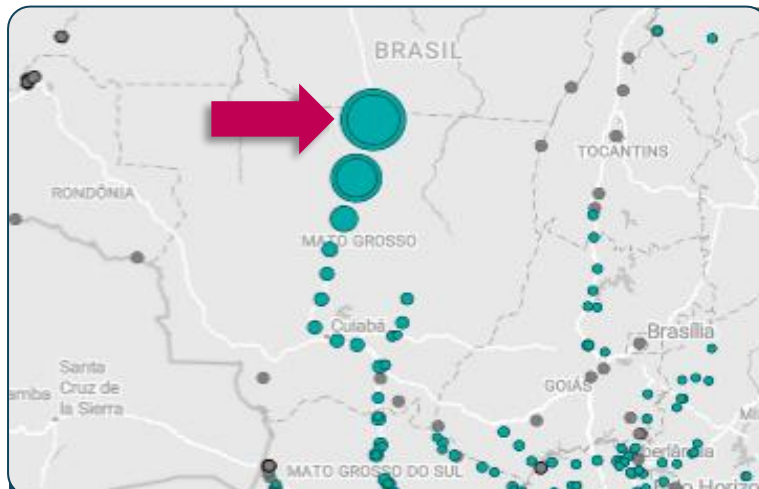 BRASIL
TOCANTINS
RONDÔNIA
MATO GROSSO
Cuiabá
Brasília
Santa
Cruz de
la Sierra
GOIÁS
MATO GROSSO DO SUL